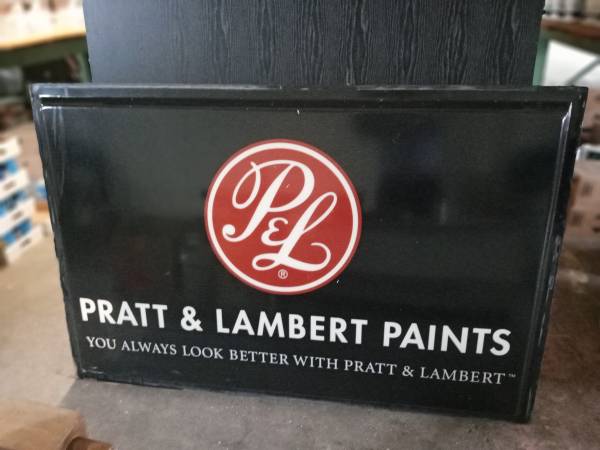 P&L
®
PRATT & LAMBERT PAINTS
YOU ALWAYS LOOK BETTER WITH PRATT & LAMBERT™